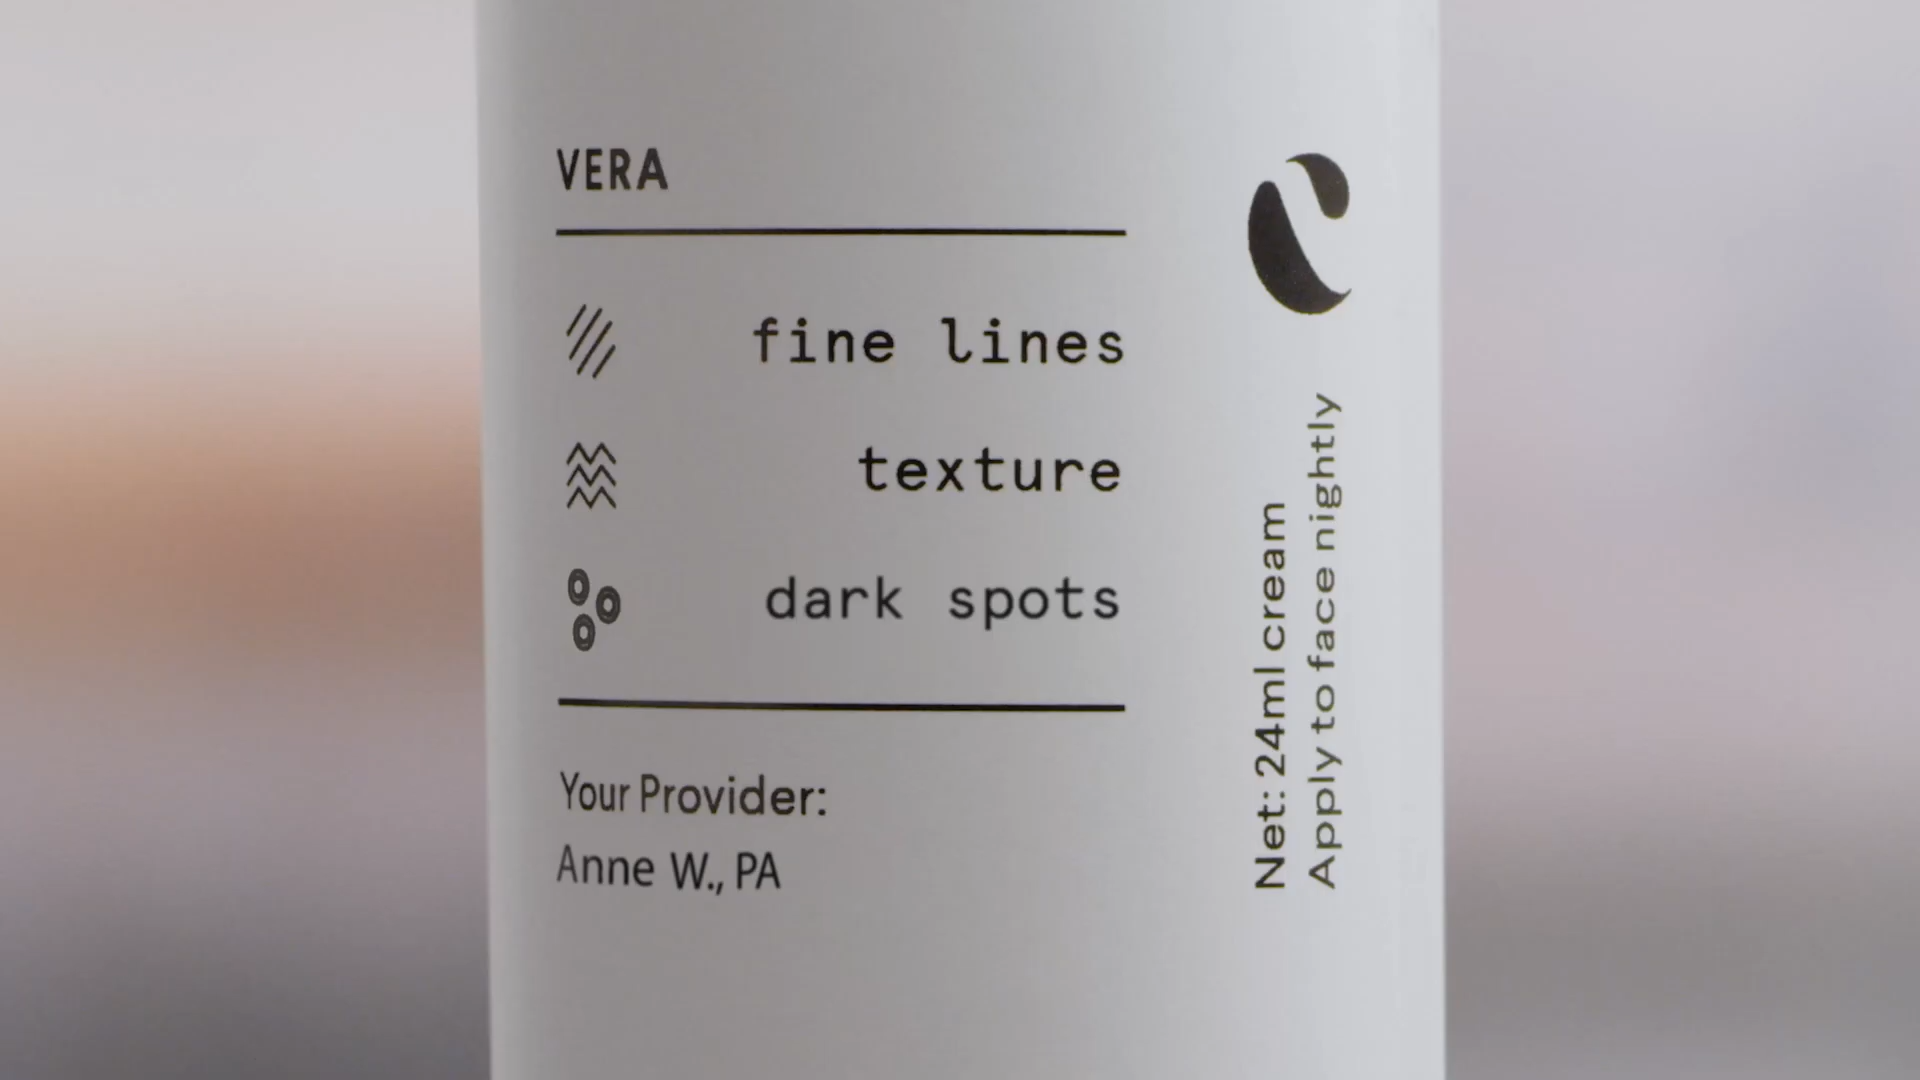 VERA
fine lines
texture
dark spots
Your Provider:
Anne W., PA
Net: 24ml cream
Apply to face nightly